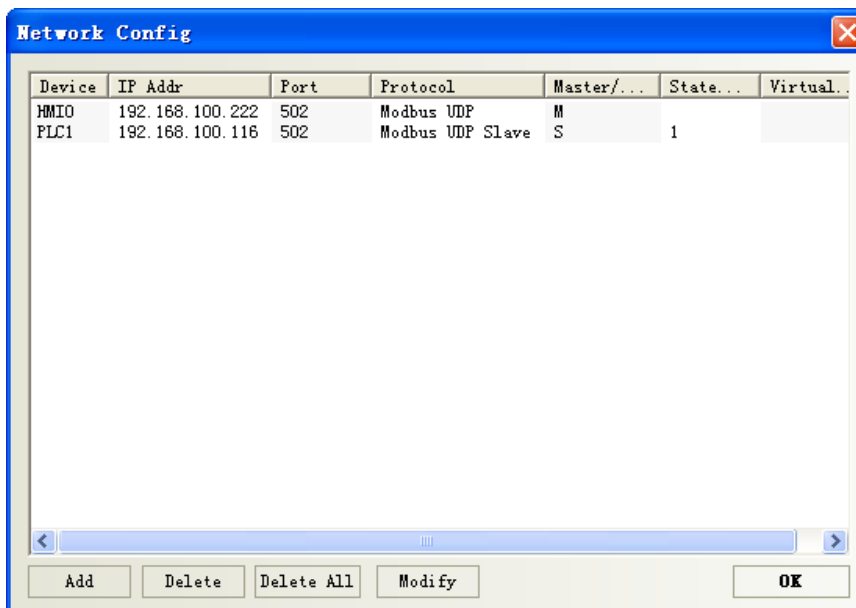 Network Config
Device IP Addr Port Protocol Master/... State... Virtual..
HMI0 192.168.100.222 502 Modbus UDP M
PLC1 192.168.100.116 502 Modbus UDP Slave S 1
Add Delete Delete All Modify OK